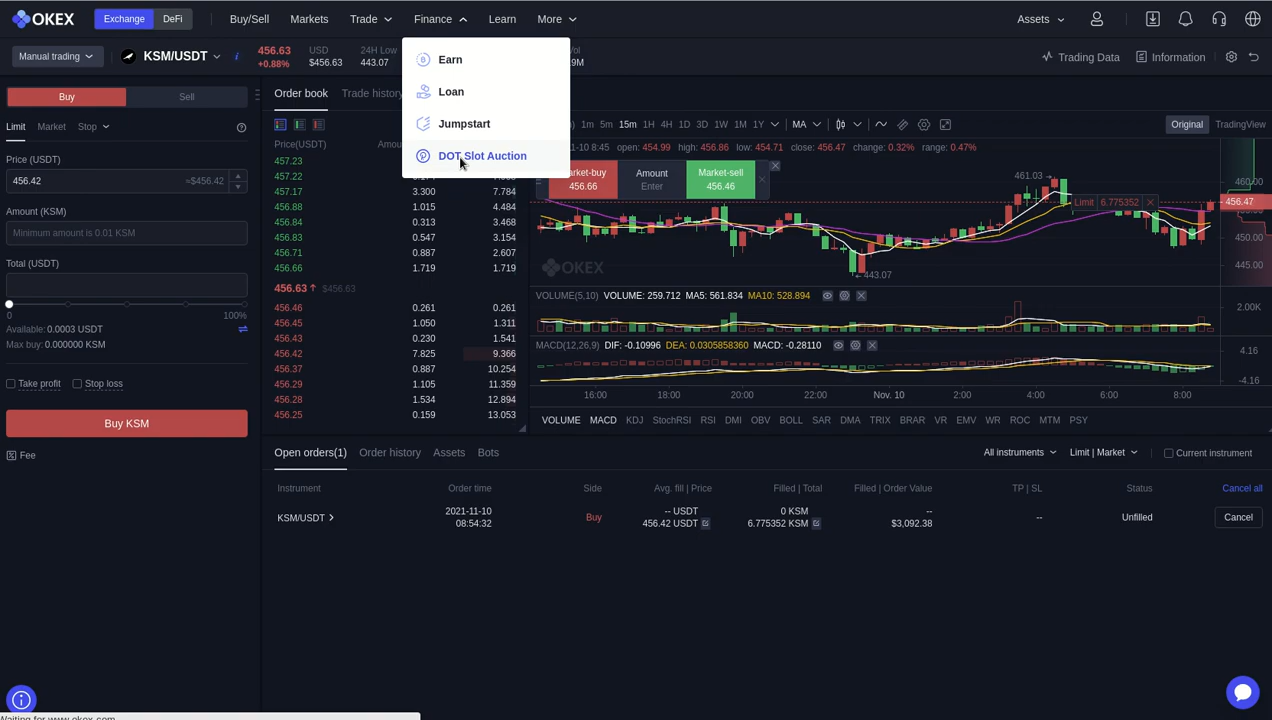 OKEX Exchange DeFi Buy/Sell Markets Trade Finance Learn More Assets
Manual trading KSM/USDT i 456.63 +0.88% USD $456.63 24H Low 443.07 Trading Data Information
Earn
Loan
Jumpstart
DOT Slot Auction
Buy Sell
Limit Market Stop
Price (USDT)
456.42 ≈$456.42
Amount (KSM)
Minimum amount is 0.01 KSM
Total (USDT)
0 100%
Available: 0.0003 USDT
Max buy: 0.000000 KSM
Take profit Stop loss
Buy KSM
Fee
Order book Trade history
Price(USDT)
457.23
457.22
457.17 3.300 7.784
456.88 1.015 4.484
456.84 0.313 3.468
456.83 0.547 3.154
456.71 0.887 2.607
456.66 1.719 1.719
456.63 $456.63
456.46 0.261 0.261
456.45 1.050 1.311
456.43 0.230 1.541
456.42 7.825 9.366
456.37 0.887 10.254
456.29 1.105 11.359
456.28 1.534 12.894
456.25 0.159 13.053
1m 5m 15m 1H 4H 1D 3D 1W 1M 1Y MA Original TradingView
8:45 open: 454.99 high: 456.86 low: 454.71 close: 456.47 change: 0.32% range: 0.47%
456.66 Amount Enter Market-sell 456.46
461.03 Limit 6.775352
460.00
456.47
450.00
445.00
OKEX
443.07
VOLUME(5,10) VOLUME: 259.712 MA5: 561.834 MA10: 528.894
2.00K
MACD(12,26,9) DIF: -0.10996 DEA: 0.0305858360 MACD: -0.28110
4.16
-4.16
16:00 18:00 20:00 22:00 Nov. 10 2:00 4:00 6:00 8:00
VOLUME MACD KDJ StochRSI RSI DMI OBV BOLL SAR DMA TRIX BRAR VR EMV WR ROC MTM PSY
Open orders(1) Order history Assets Bots All instruments Limit | Market Current instrument
Instrument Order time Side Avg. fill | Price Filled | Total Filled | Order Value TP | SL Status Cancel all
KSM/USDT 2021-11-10 08:54:32 Buy -- USDT 456.42 USDT 0 KSM 6.775352 KSM -- $3,092.38 -- Unfilled Cancel